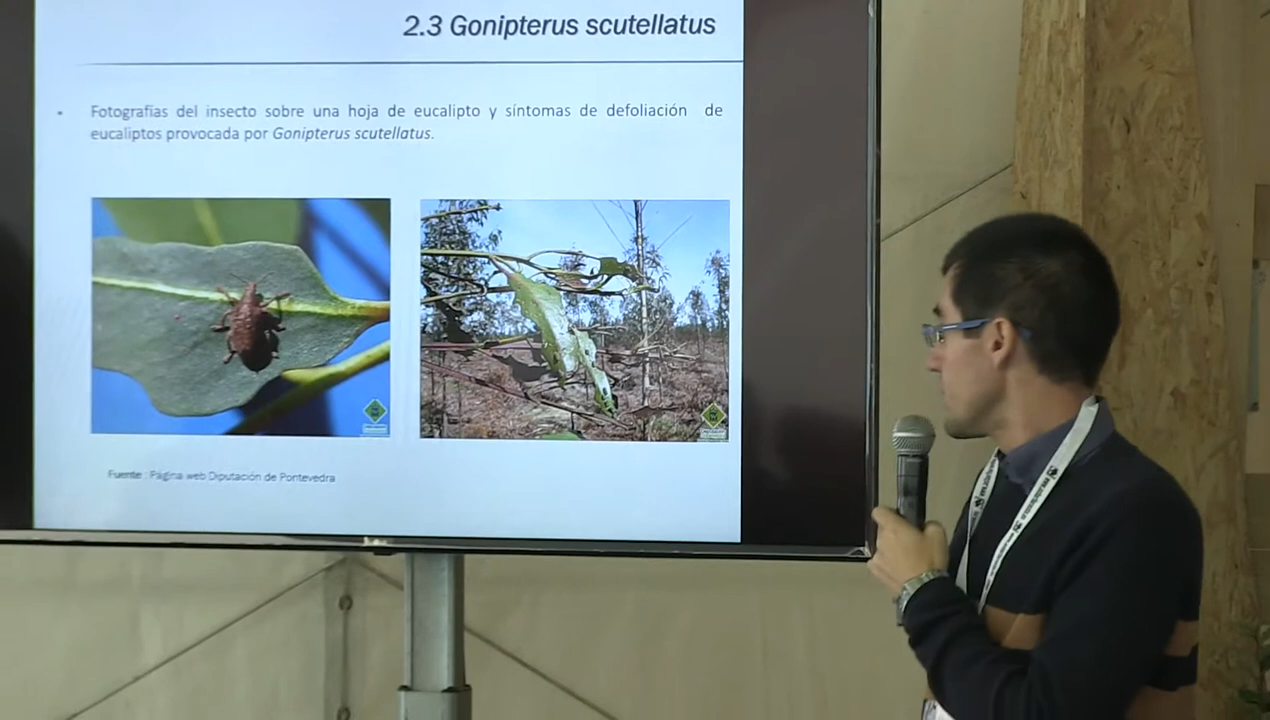 2.3 Gonipterus scutellatus
Fotografías del insecto sobre una hoja de eucalipto y síntomas de defoliación de
eucaliptos provocada por Gonipterus scutellatus.
Fuente : Página web Diputación de Pontevedra